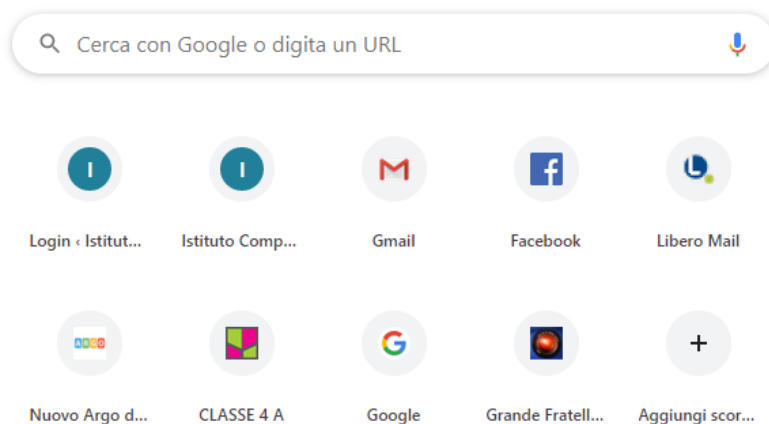 Cerca con Google o digita un URL
I
I
Login ‹ Istitut...
Istituto Comp...
Gmail
Facebook
Libero Mail
ARGO
Nuovo Argo d...
CLASSE 4 A
Google
Grande Fratell...
Aggiungi scor...